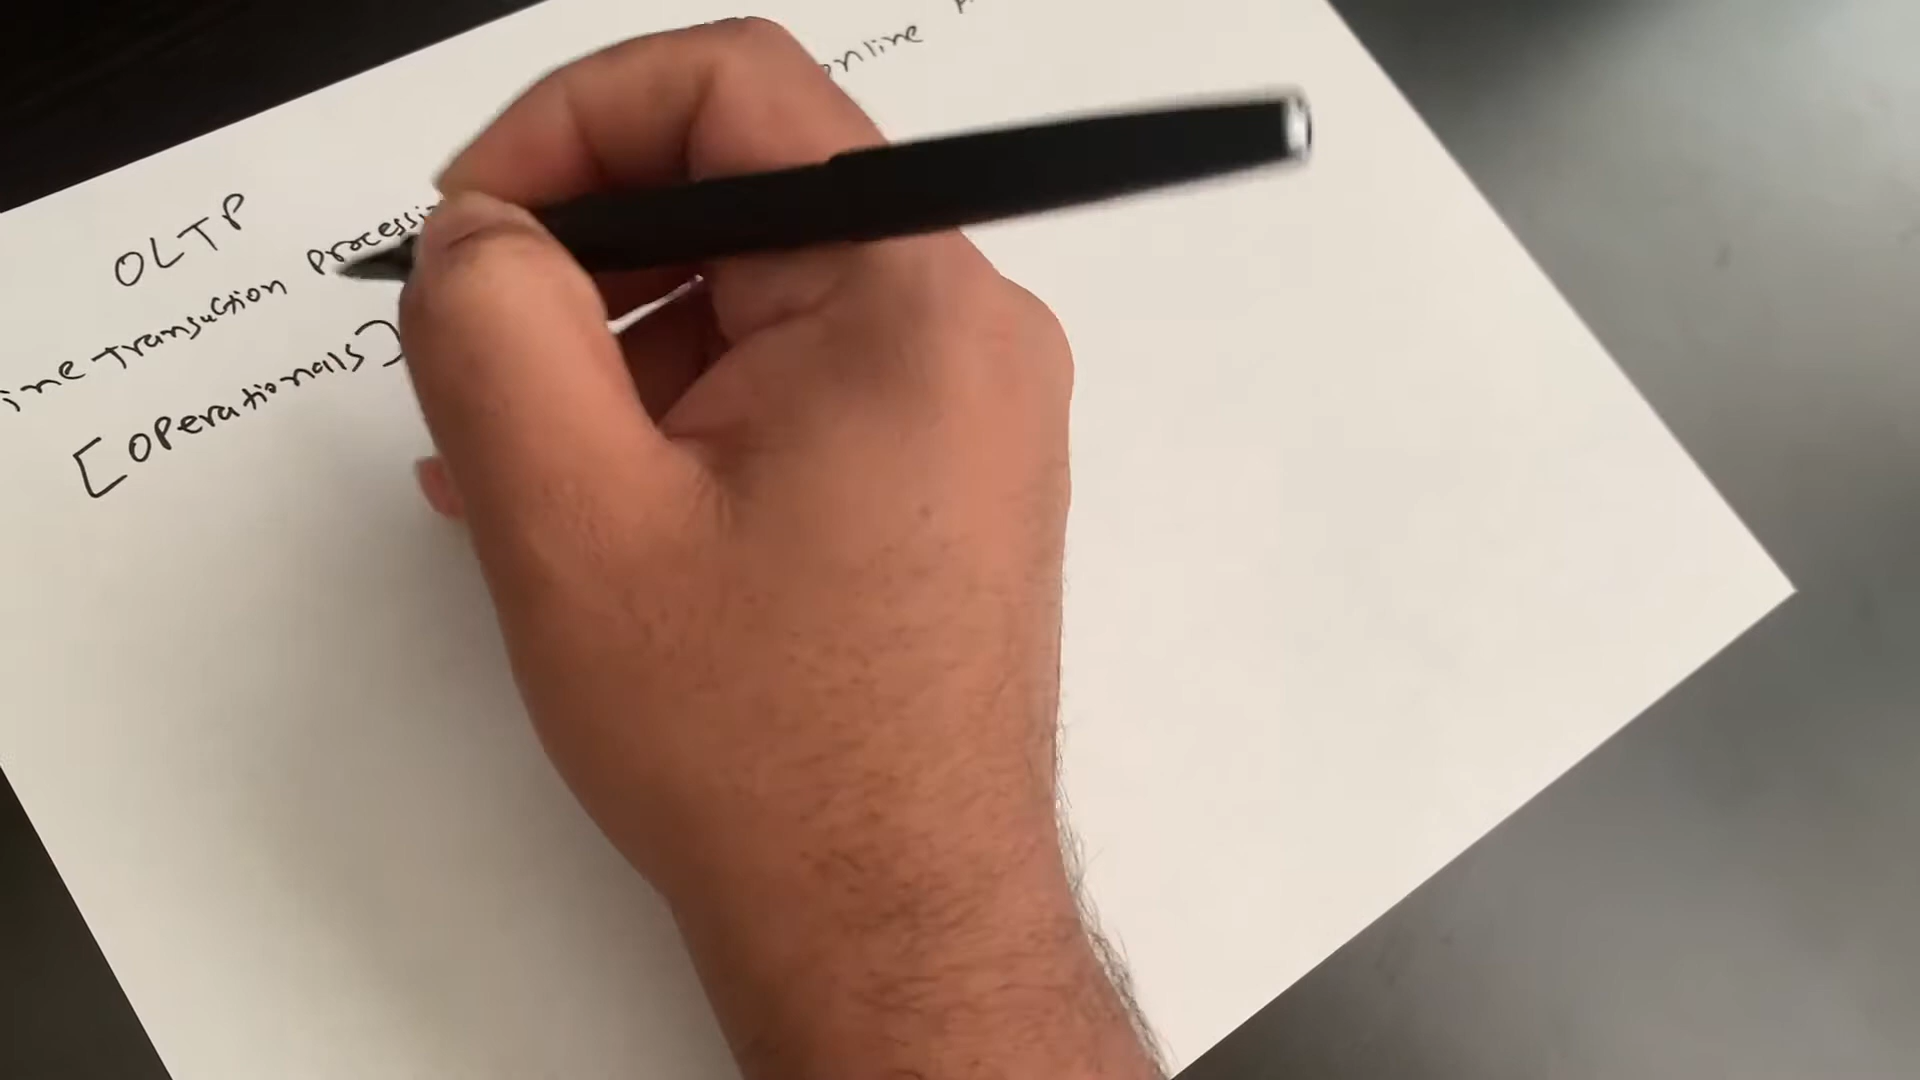 OLTP
ine Transuction Processi
[Operationals]
online